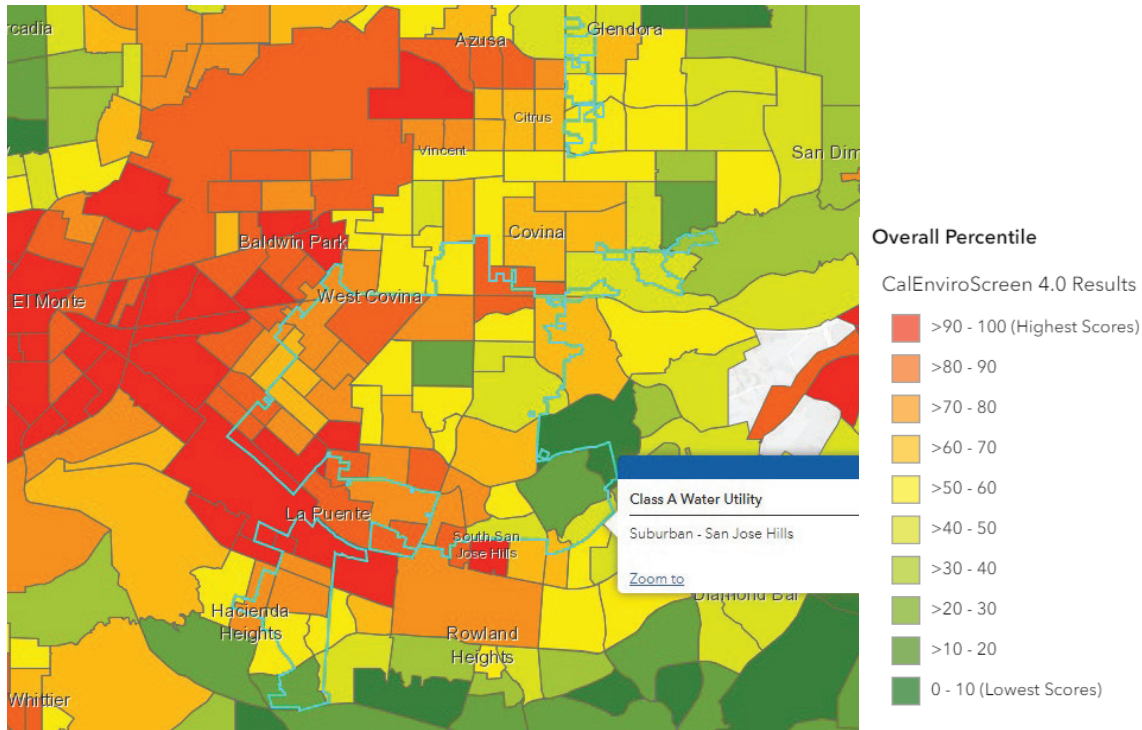 rcadia
Azusa
Glendora
Citrus
Vincent
San Dim
Baldwin Park
Covina
El Monte
West Covina
La Puente
South San
Jose Hills
Hacienda
Heights
Rowland
Heights
Diamond Bar
Whittier
Class A Water Utility
Suburban - San Jose Hills
Zoom to
Overall Percentile
CalEnviroScreen 4.0 Results
>90 - 100 (Highest Scores)
>80 - 90
>70 - 80
>60 - 70
>50 - 60
>40 - 50
>30 - 40
>20 - 30
>10 - 20
0 - 10 (Lowest Scores)